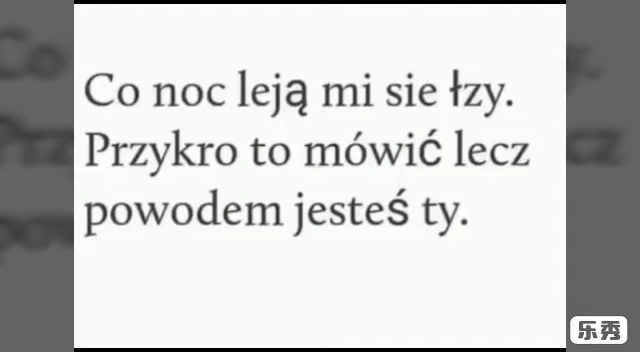 Co noc leją mi sie łzy.
Przykro to mówić lecz
powodem jesteś ty.
乐秀